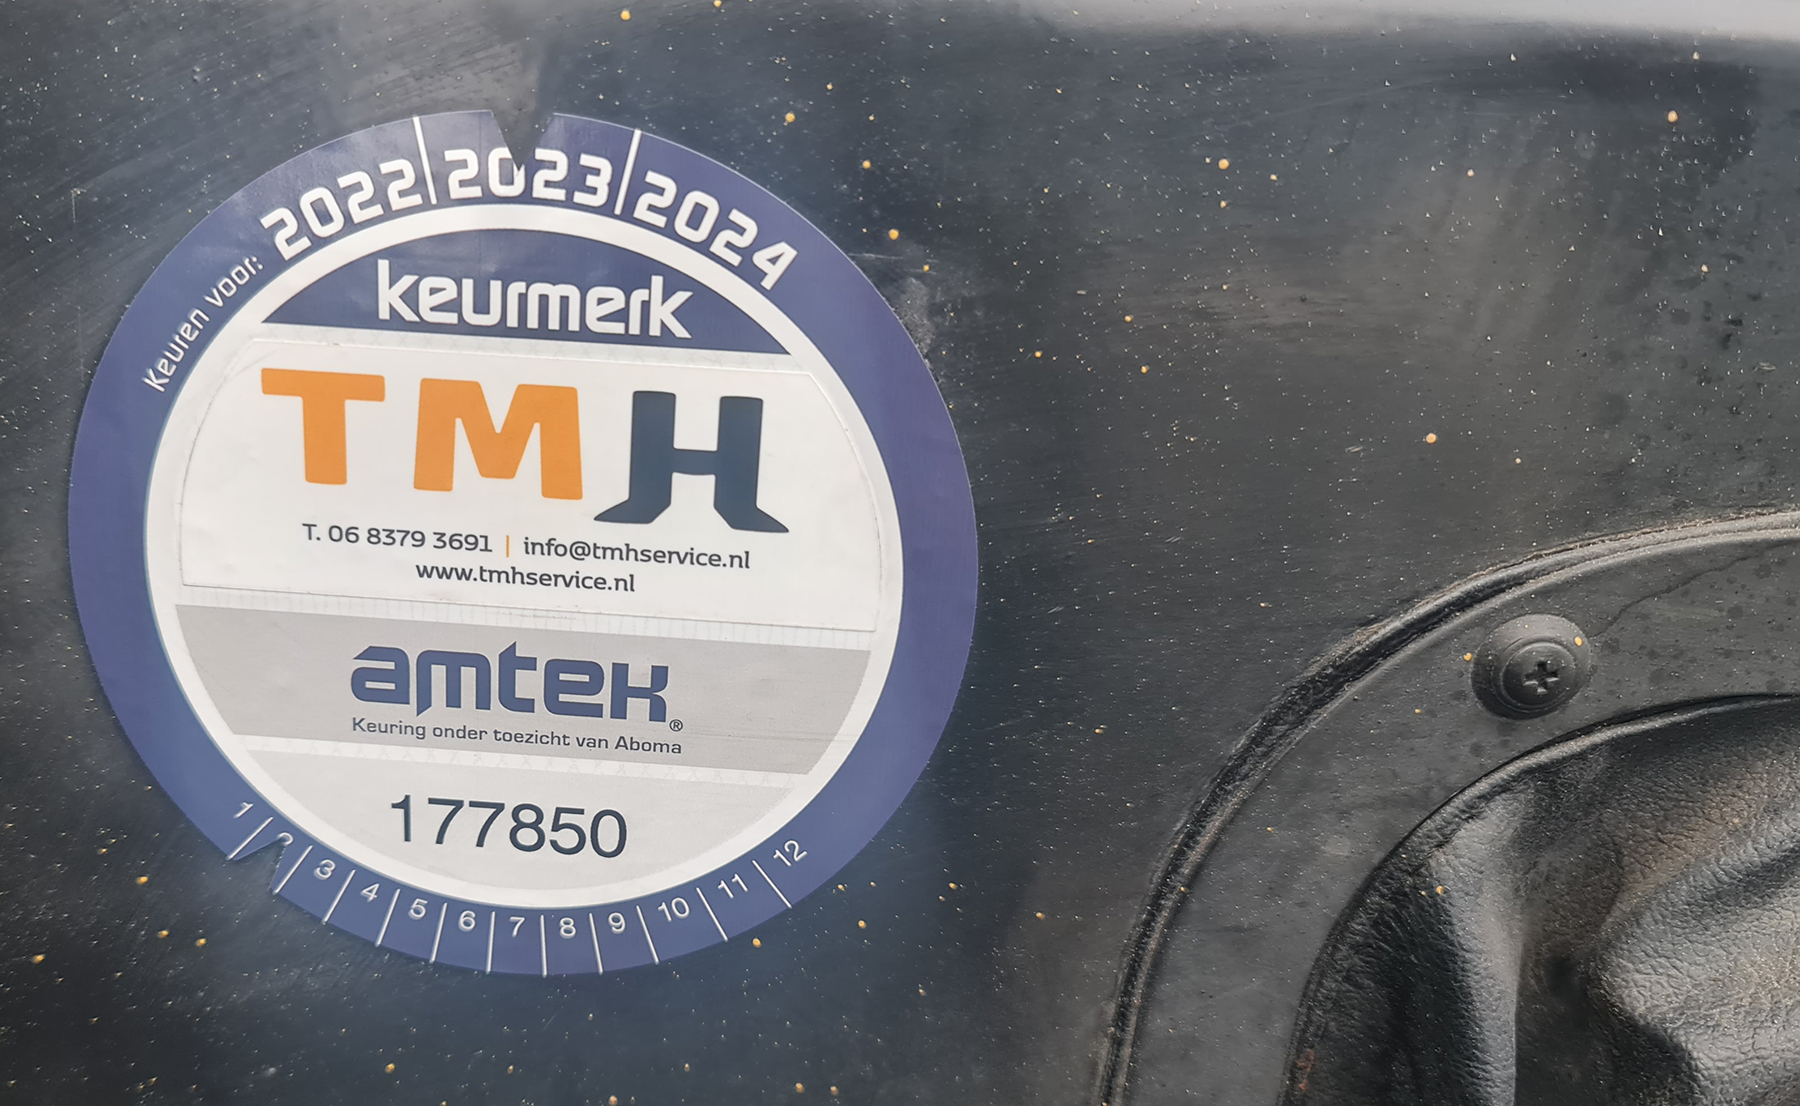 Keuren voor: 2022 2023 2024
keurmerk
TMH
T. 06 8379 3691 | info@tmhservice.nl
www.tmhservice.nl
amtek®
Keuring onder toezicht van Aboma
177850
1 2 3 4 5 6 7 8 9 10 11 12